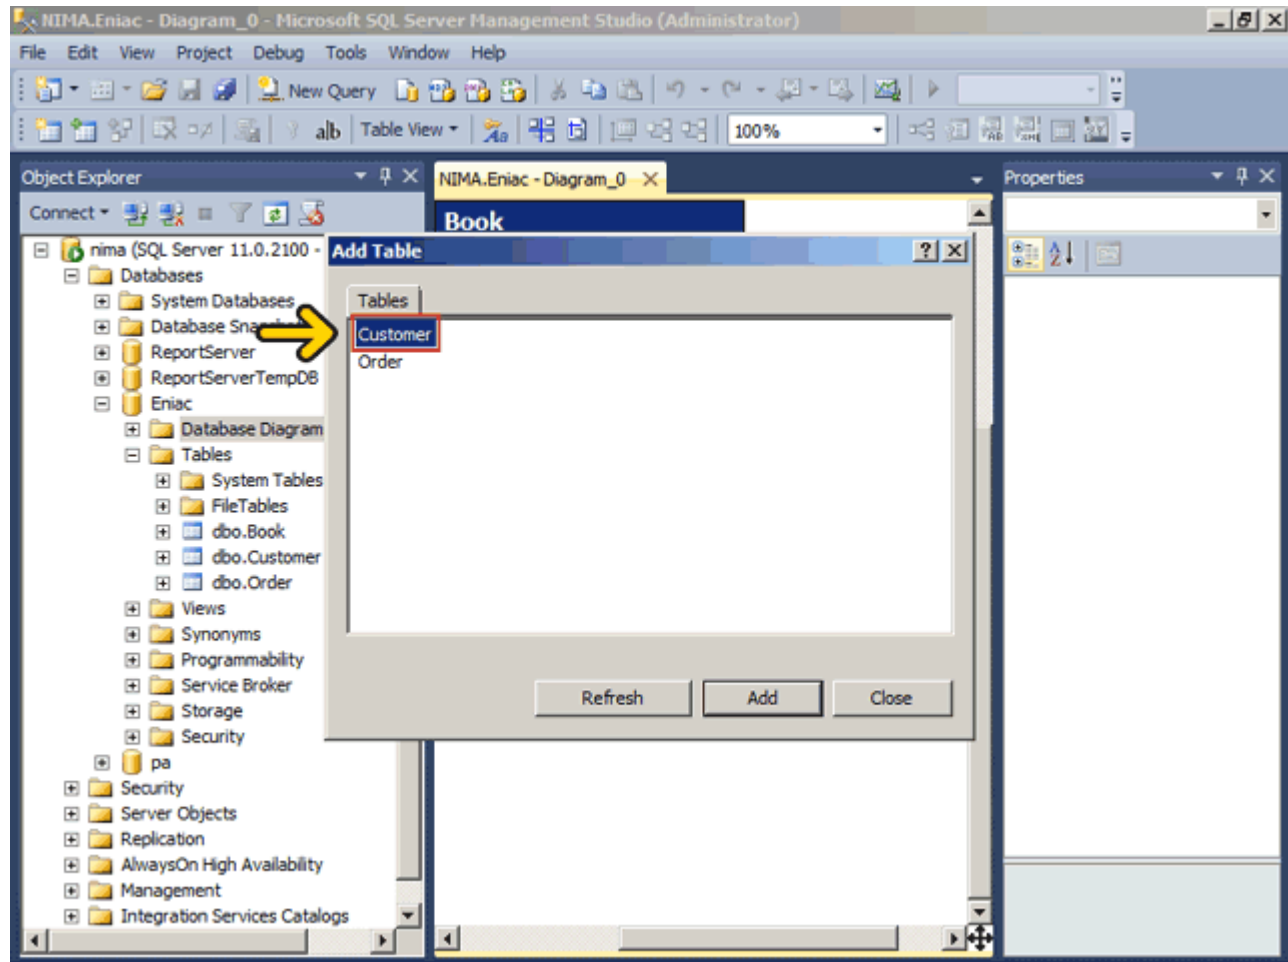 NIMA.Eniac - Diagram_0 - Microsoft SQL Server Management Studio (Administrator)
File Edit View Project Debug Tools Window Help
New Query
Table View 100%
Object Explorer
Connect
nima (SQL Server 11.0.2100 -
Databases
System Databases
Database
ReportServer
ReportServerTempDB
Eniac
Database Diagram
Tables
System Tables
FileTables
dbo.Book
dbo.Customer
dbo.Order
Views
Synonyms
Programmability
Service Broker
Storage
Security
pa
Security
Server Objects
Replication
AlwaysOn High Availability
Management
Integration Services Catalogs
NIMA.Eniac - Diagram_0
Book
Add Table
Tables
Customer
Order
Refresh Add Close
Properties